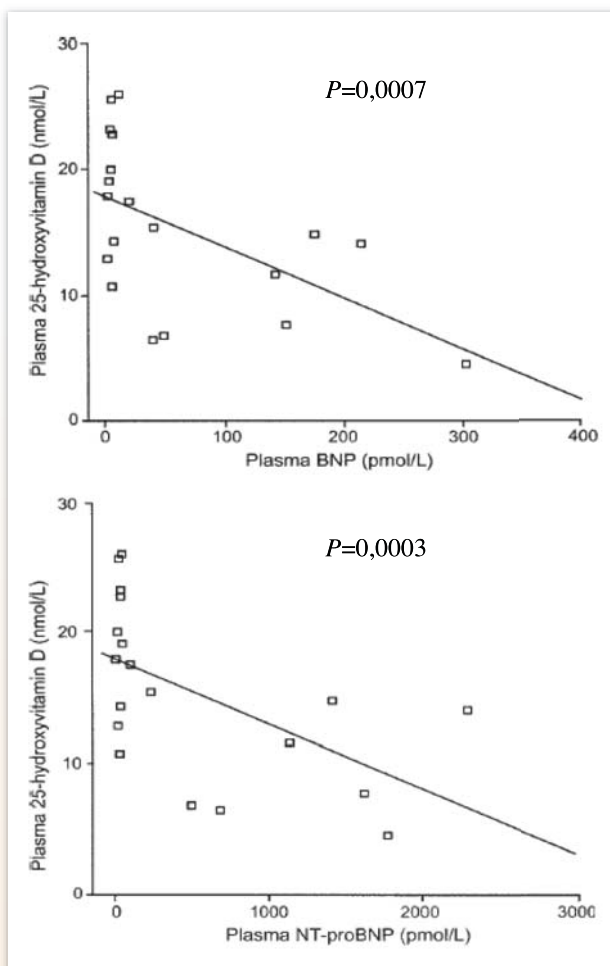 30
P=0,0007
20
10
0
Plasma 25-hydroxyvitamin D (nmol/L)
0 100 200 300 400
Plasma BNP (pmol/L)
30
P=0,0003
20
10
0
Plasma 25-hydroxyvitamin D (nmol/L)
0 1000 2000 3000
Plasma NT-proBNP (pmol/L)